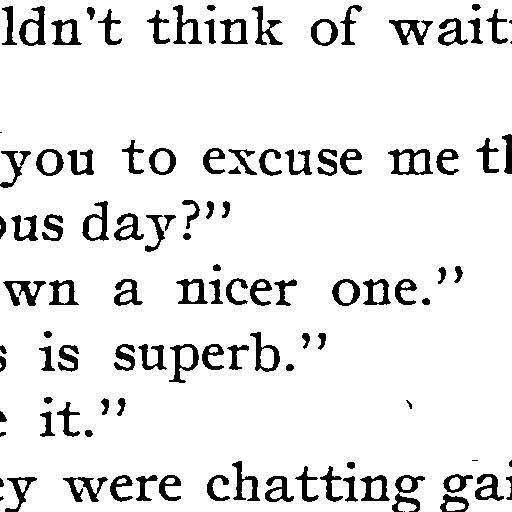 ldn't think of wait
you to excuse me th
ous day?"
wn a nicer one."
s is superb."
e it."
ey were chatting gai